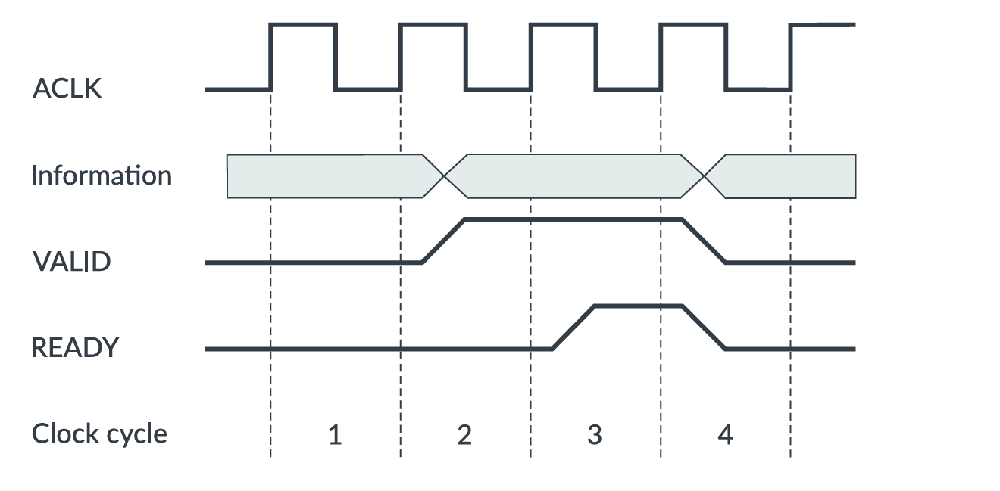 ACLK
Information
VALID
READY
Clock cycle 1 2 3 4